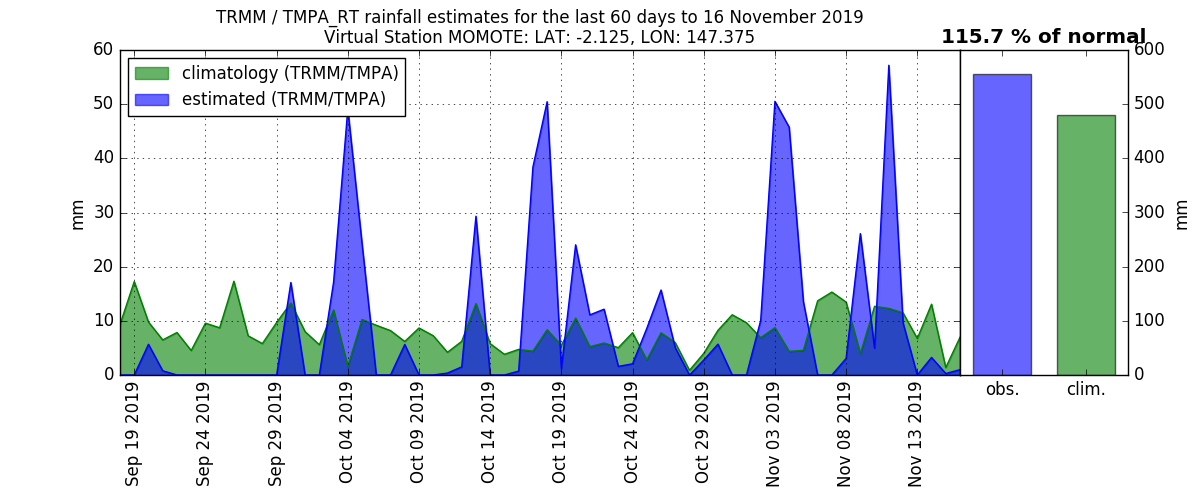 TRMM / TMPA_RT rainfall estimates for the last 60 days to 16 November 2019
Virtual Station MOMOTE: LAT: -2.125, LON: 147.375
115.7 % of normal
climatology (TRMM/TMPA)
estimated (TRMM/TMPA)
60
50
40
30
20
10
0
mm
600
500
400
300
200
100
0
mm
Sep 19 2019
Sep 24 2019
Sep 29 2019
Oct 04 2019
Oct 09 2019
Oct 14 2019
Oct 19 2019
Oct 24 2019
Oct 29 2019
Nov 03 2019
Nov 08 2019
Nov 13 2019
obs.
clim.